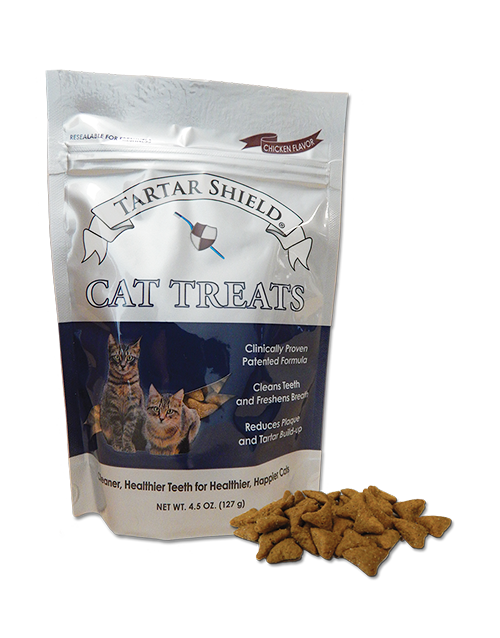 RESEALABLE FOR
CHICKEN FLAVOR
TARTAR SHIELD®
CAT TREATS
Clinically Proven
Patented Formula
Cleans Teeth
and Freshens Breath
Reduces Plaque
and Tartar Build-up
Cleaner, Healthier Teeth for Healthier, Happier Cats
NET WT. 4.5 OZ. (127 g)